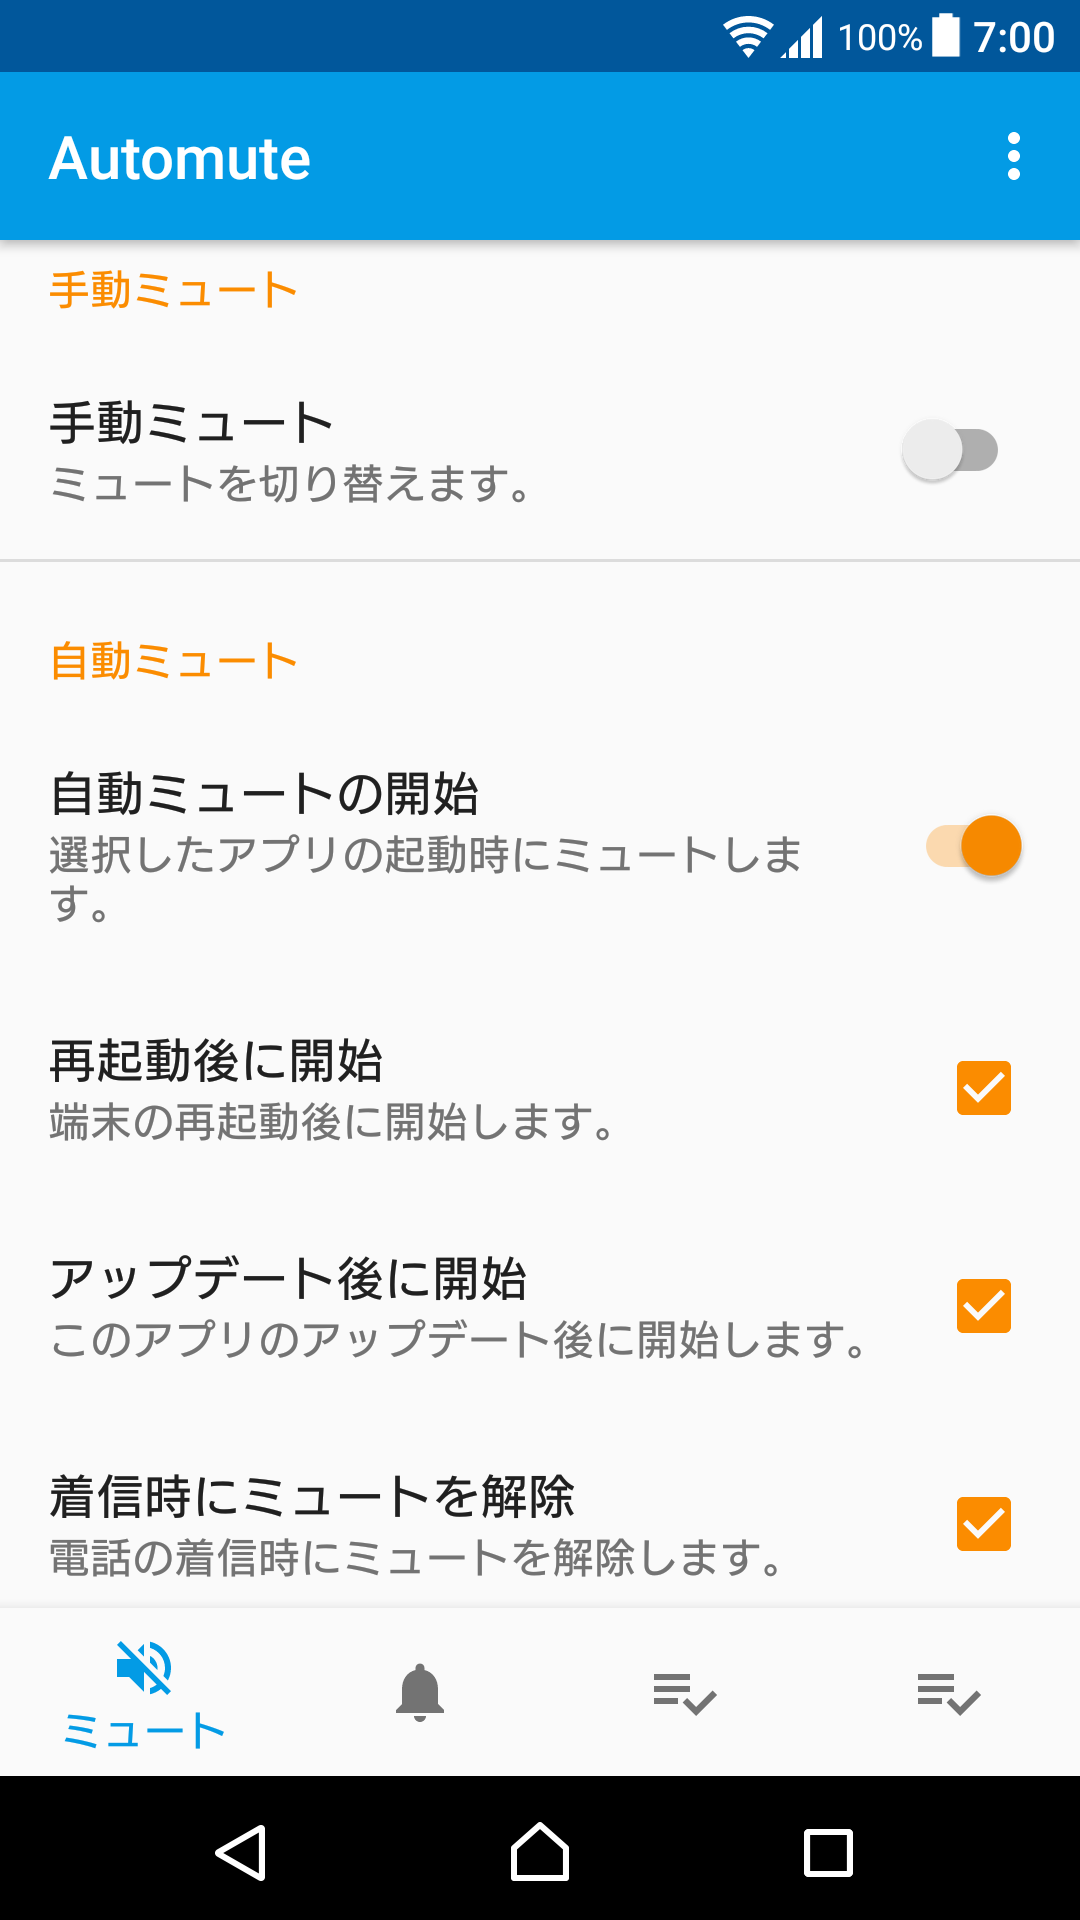 100% 7:00
Automute
手動ミュート
手動ミュート
ミュートを切り替えます。
自動ミュート
自動ミュートの開始
選択したアプリの起動時にミュートしま
す。
再起動後に開始
端末の再起動後に開始します。
アップデート後に開始
このアプリのアップデート後に開始します。
着信時にミュートを解除
電話の着信時にミュートを解除します。
ミュート